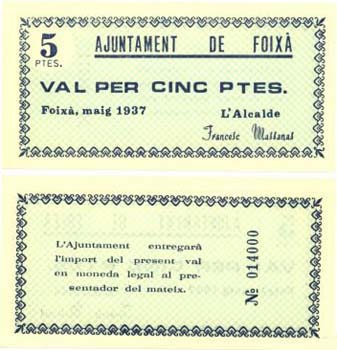 5
PTES.
AJUNTAMENT DE FOIXÀ
VAL PER CINC PTES.
Foixà, maig 1937
L'Alcalde
Francesc Mallanas
L'Ajuntament entregarà
l'import del present val
en moneda legal al pre-
sentador del mateix.
№ 014000